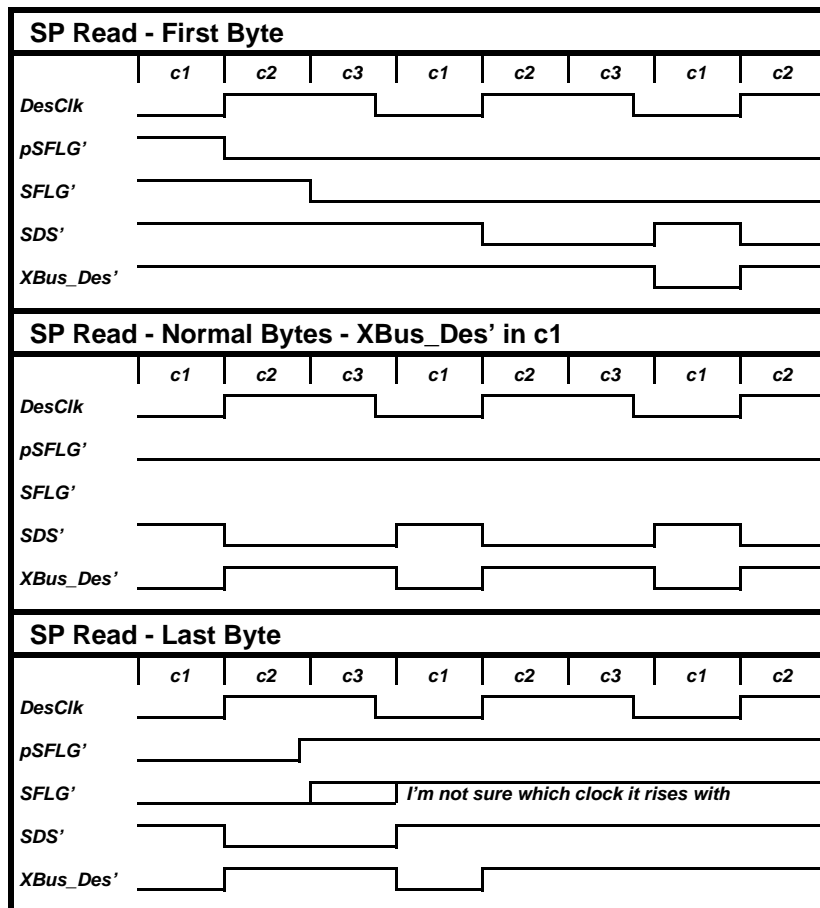 SP Read - First Byte
c1 c2 c3 c1 c2 c3 c1 c2
DesClk
pSFLG’
SFLG’
SDS’
XBus_Des’
SP Read - Normal Bytes - XBus_Des’ in c1
c1 c2 c3 c1 c2 c3 c1 c2
DesClk
pSFLG’
SFLG’
SDS’
XBus_Des’
SP Read - Last Byte
c1 c2 c3 c1 c2 c3 c1 c2
DesClk
pSFLG’
SFLG’ I’m not sure which clock it rises with
SDS’
XBus_Des’